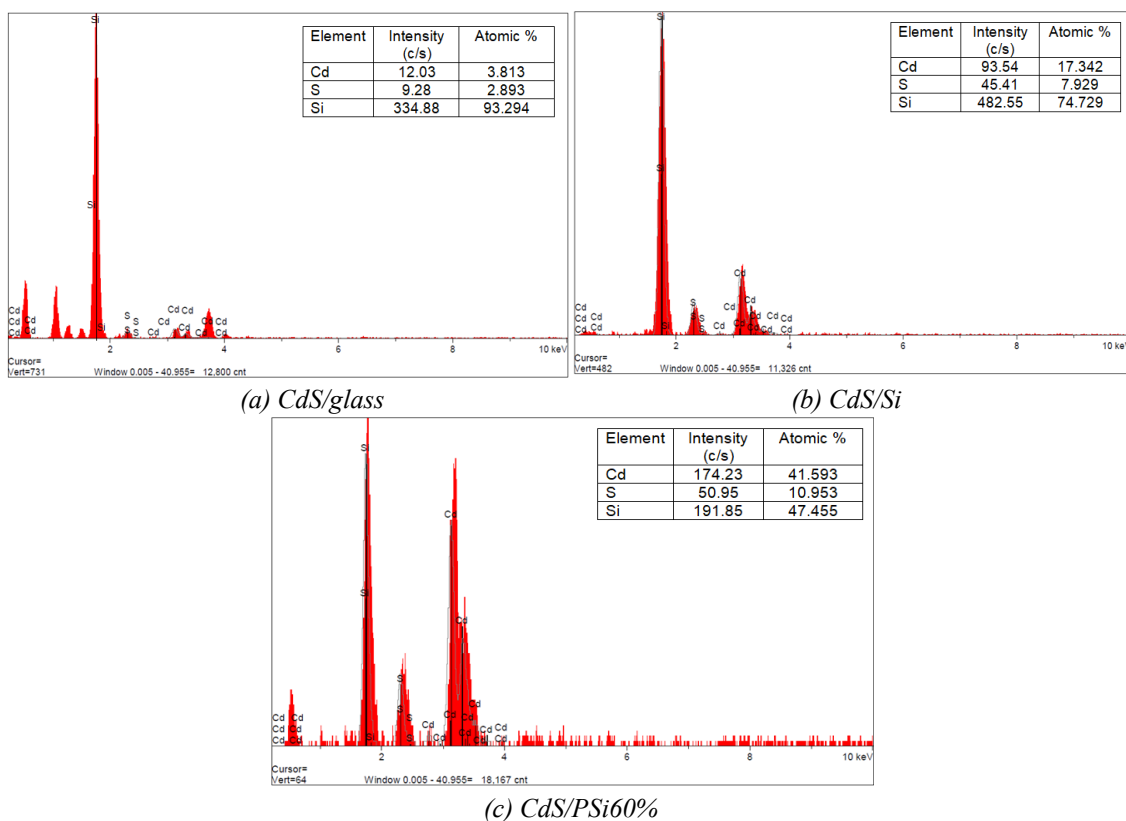 Element Intensity (c/s) Atomic %
Cd 12.03 3.813
S 9.28 2.893
Si 334.88 93.294
Si
Si
Si
Cd Cd
Cd Cd
Cd Cd
S
S S
S
Cd Cd
Cd Cd Cd
Cd Cd Cd Cd
2 4 6 8 10 keV
Cursor=
Vert=731 Window 0.005 - 40.955= 12,800 cnt
(a) CdS/glass
Element Intensity (c/s) Atomic %
Cd 93.54 17.342
S 45.41 7.929
Si 482.55 74.729
Si
Si
Si
S
S S
S
Cd
Cd
Cd Cd Cd Cd
Cd Cd
Cd Cd Cd Cd Cd Cd
2 4 6 8 10 keV
Cursor=
Vert=482 Window 0.005 - 40.955= 11,326 cnt
(b) CdS/Si
Element Intensity (c/s) Atomic %
Cd 174.23 41.593
S 50.95 10.953
Si 191.85 47.455
Si
Si
S
S
S
S
S
Cd
Cd
Cd Cd Cd Cd
Cd Cd Cd Cd Cd Cd
Cd Cd Cd Cd Cd Cd
2 4 6 8 10 keV
Cursor=
Vert=64 Window 0.005 - 40.955= 18,167 cnt
(c) CdS/PSi60%